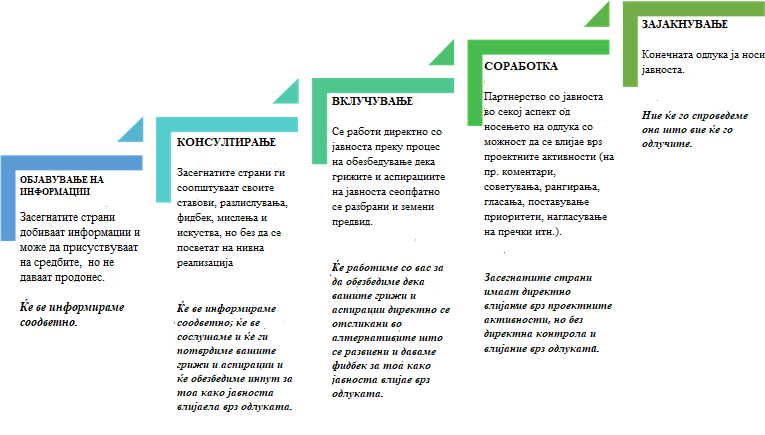 ОБЈАВУВАЊЕ НА
ИНФОРМАЦИИ
Засегнатите страни
добиваат информации и
може да присуствуваат
на средбите,  но не
даваат продонес.
Ќе ве информираме
соодветно.
КОНСУЛТИРАЊЕ
Засегнатите страни ги
соопштуваат своите
ставови, разлислувања,
фидбек, мислења и
искуства, но без да се
посветат на нивна
реализација
Ќе ве информираме
соодветно; ќе ве
сослушаме и ќе ги
потврдиме вашите
грижи и аспирации и
ќе обезбедиме инпут за
тоа како јавноста
влијаела врз одлуката.
ВКЛУЧУВАЊЕ
Се работи директно со
јавноста преку процес
на обезбедување дека
грижите и аспирациите
на јавноста сеопфатно
се разбрани и земени
предвид.
Ќе работиме со вас за
да обезбедиме дека
вашите грижи и
аспирации директно се
отсликани во
алтернативите што
се развиени и даваме
фидбек за тоа како
јавноста влијае врз
одлуката.
СОРАБОТКА
Партнерство со јавноста
во секој аспект од
носењето на одлука со
можност да се влијае врз
проектните активности (на
пр. коментари,
советувања, рангирања,
гласања, поставување
приоритети, нагласување
на пречки итн.).
Засегнатите страни
имаат директно
влијание врз проектните
активности, но без
директна контрола и
влијание врз одлуката.
ЗАЈАКНУВАЊЕ
Конечната одлука ја носи
јавноста.
Ние ќе го спроведеме
она што вие ќе го
одлучите.